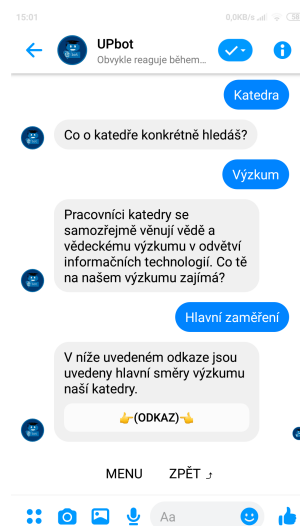 15:01
0,0KB/s
UPbot
Obvykle reaguje během...
Katedra
Co o katedře konkrétně hledáš?
Výzkum
Pracovníci katedry se
samozřejmě věnují vědě a
vědeckému výzkumu v odvětví
informačních technologií. Co tě
na našem výzkumu zajímá?
Hlavní zaměření
V níže uvedeném odkaze jsou
uvedeny hlavní směry výzkumu
naší katedry.
👉(ODKAZ)👈
MENU ZPĚT ⤴
Aa